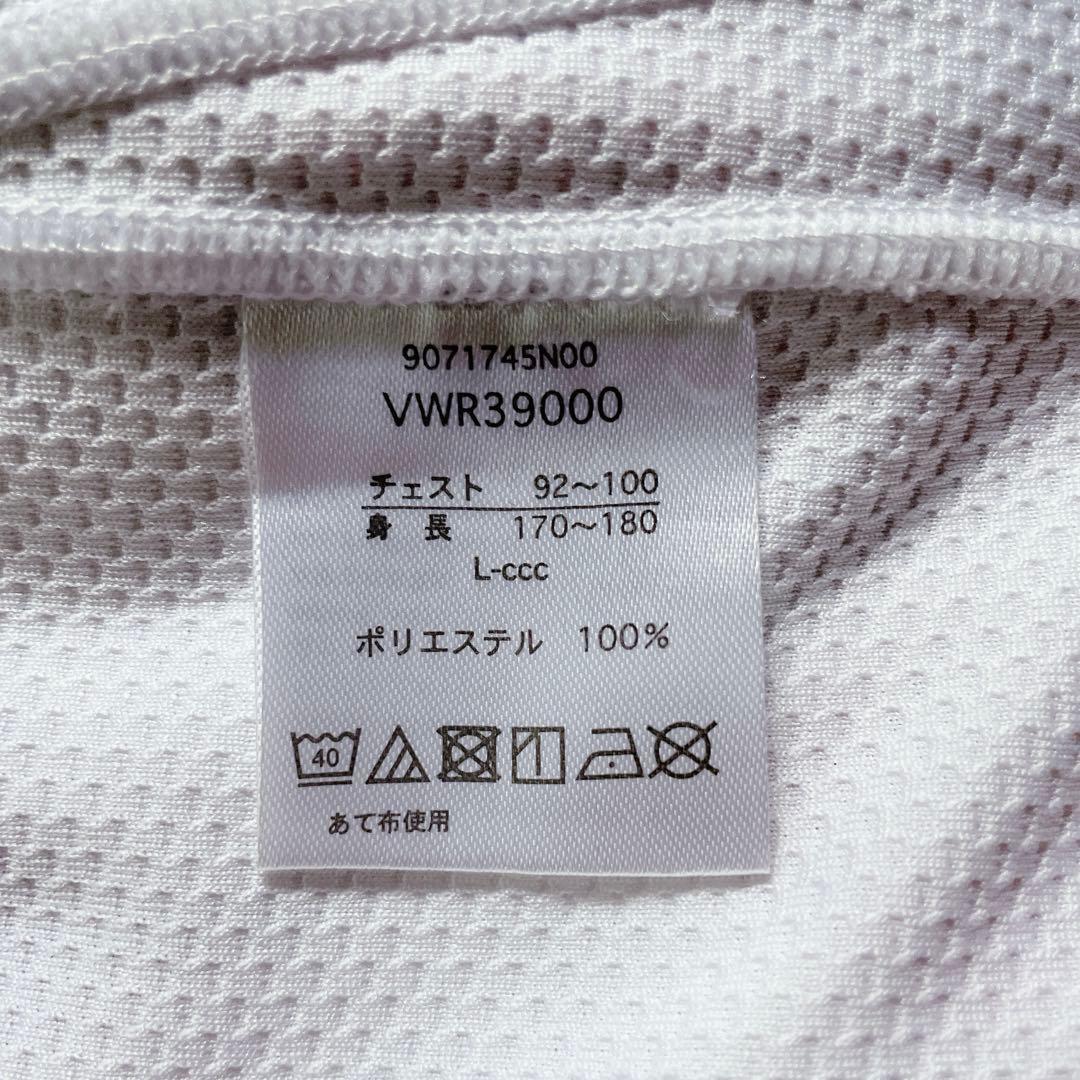 9071745N00
VWR39000
チェスト 92〜100
身長 170〜180
L-ccc
ポリエステル 100%
40
あて布使用